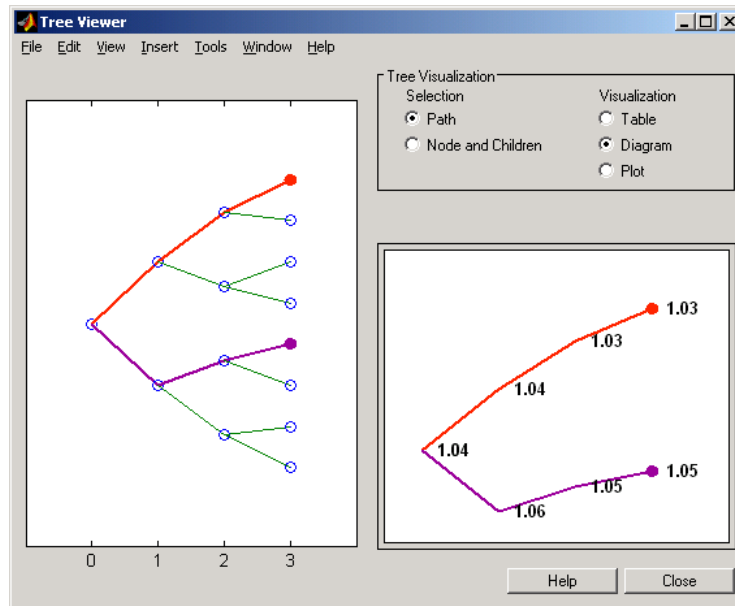 Tree Viewer
File Edit View Insert Tools Window Help
Tree Visualization
Selection Visualization
Path Table
Node and Children Diagram
Plot
1.03
1.03
1.04
1.04
1.05
1.05
1.06
0 1 2 3
Help Close